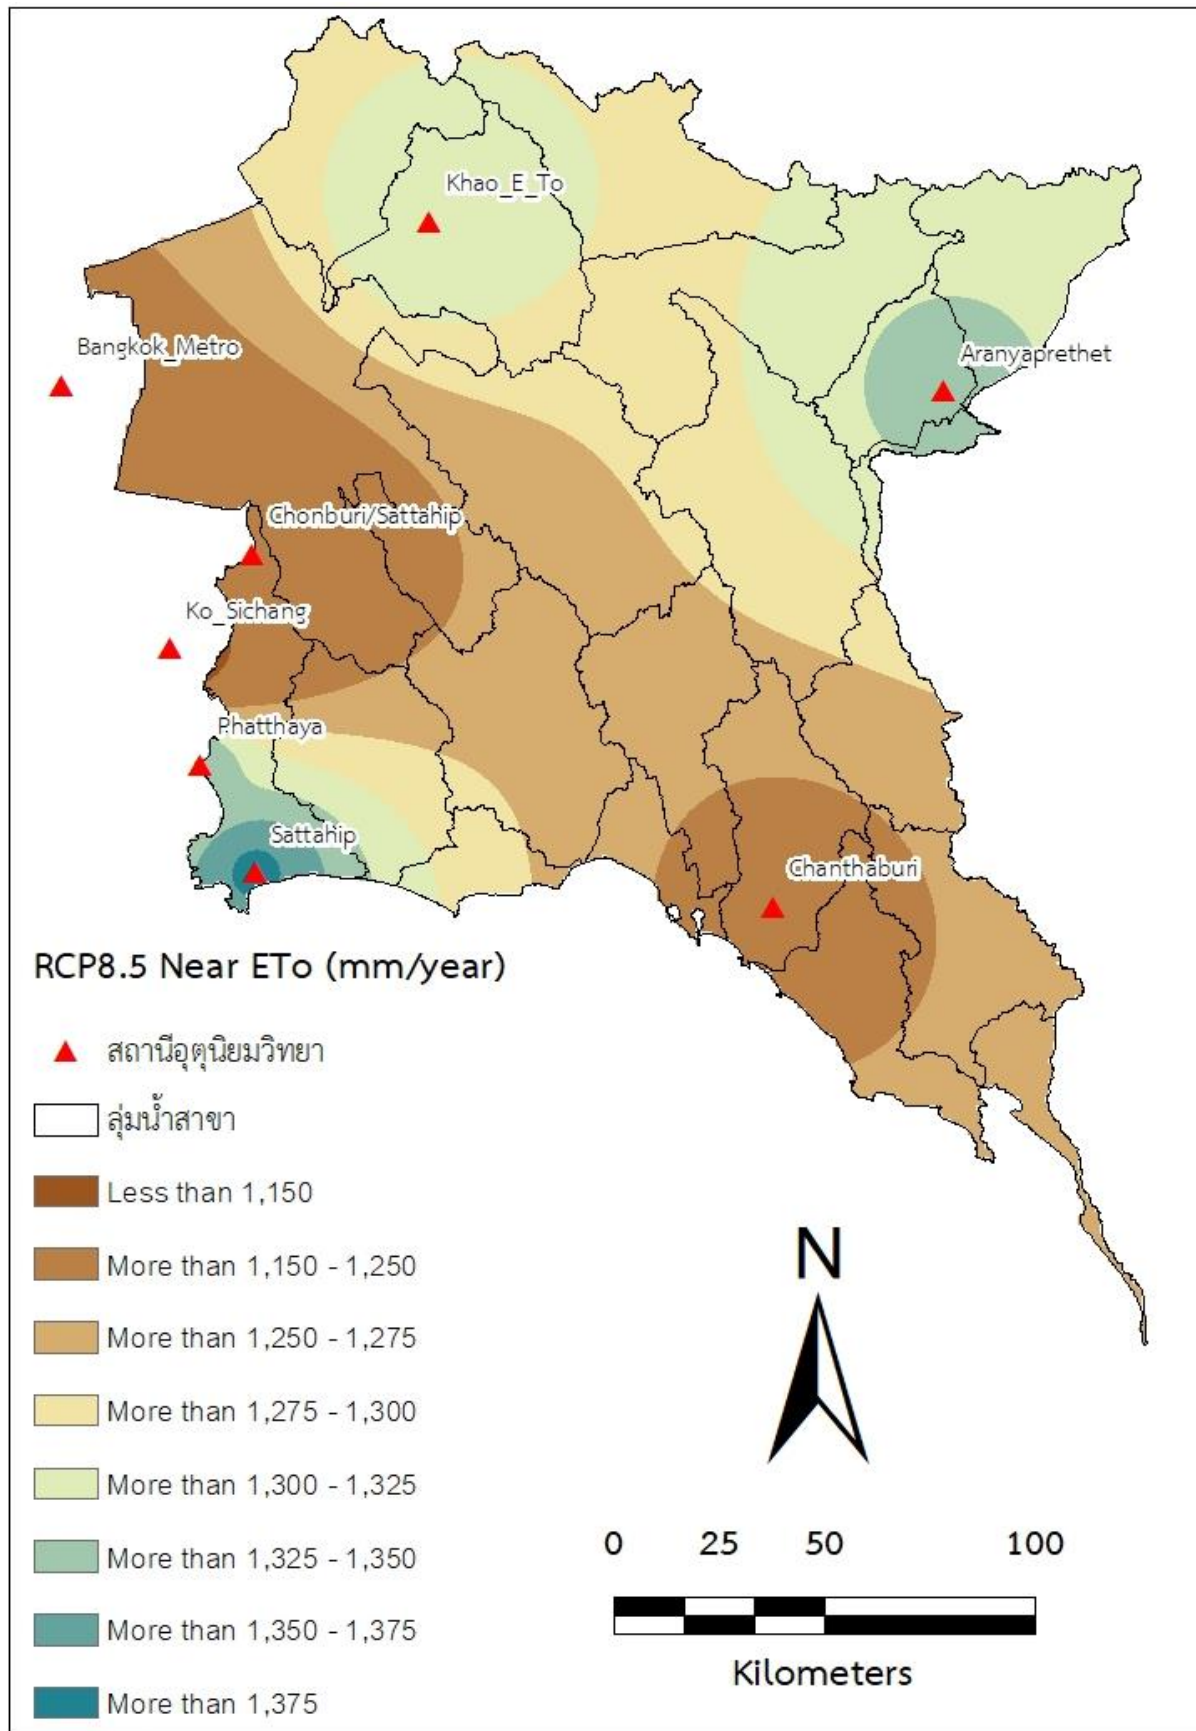 Khao_E_To
Bangkok_Metro
Aranyaprethet
Chonburi/Sattahip
Ko_Sichang
Phatthaya
Sattahip
Chanthaburi
RCP8.5 Near ETo (mm/year)
สถานีอุตุนิยมวิทยา
ลุ่มน้ำสาขา
Less than 1,150
More than 1,150 - 1,250
More than 1,250 - 1,275
More than 1,275 - 1,300
More than 1,300 - 1,325
More than 1,325 - 1,350
More than 1,350 - 1,375
More than 1,375
N
0 25 50 100
Kilometers